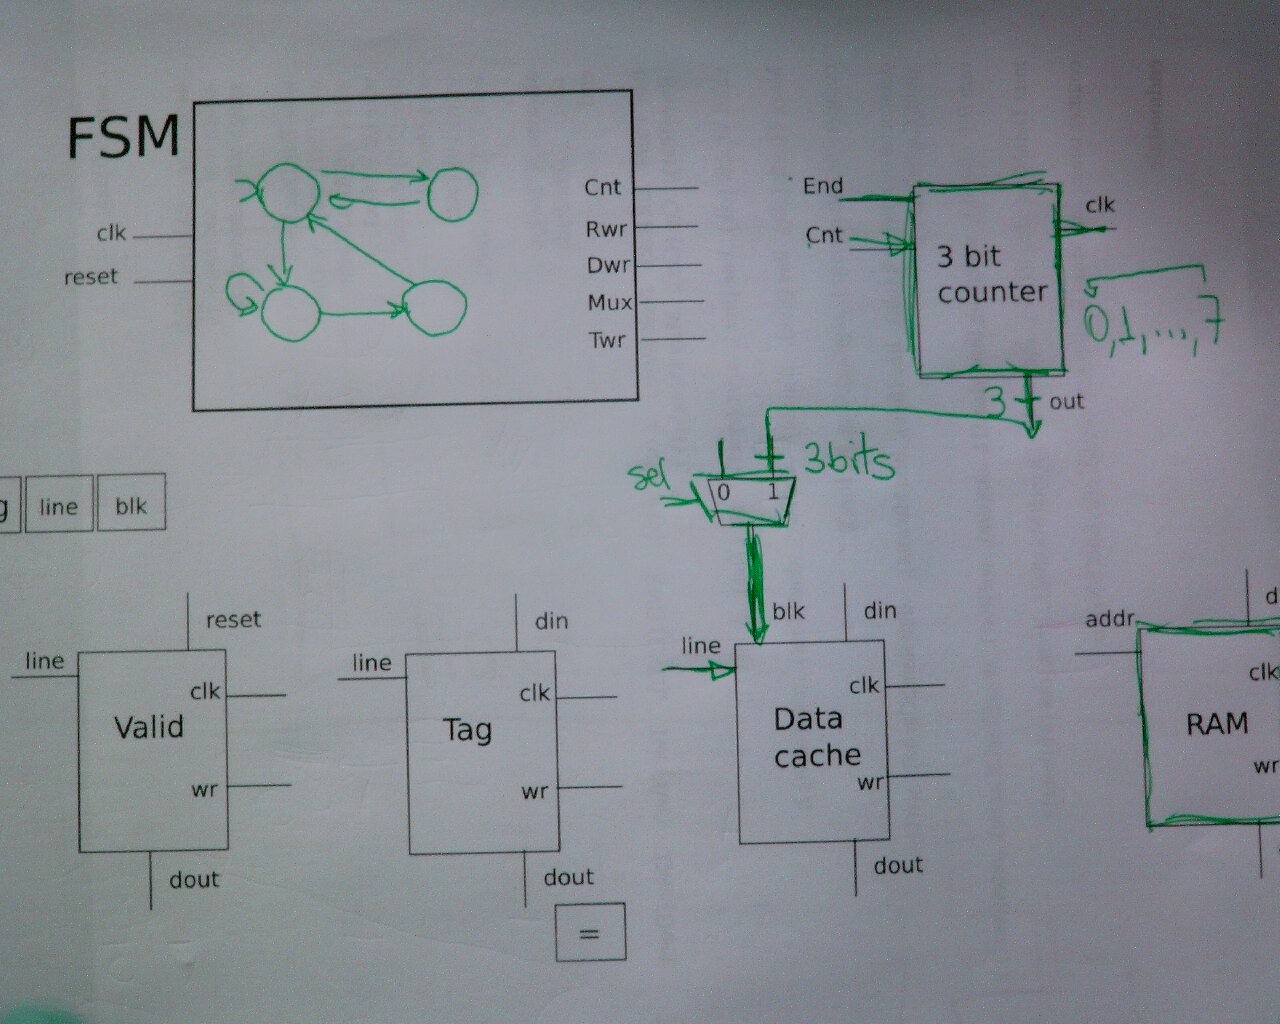 FSM
clk
reset
Cnt
Rwr
Dwr
Mux
Twr
End
Cnt
clk
3 bit
counter
0,1,...,7
3
out
sel
0 1
3bits
g line blk
reset
line
clk
Valid
wr
dout
din
line
clk
Tag
wr
dout
=
blk
din
line
clk
Data
cache
wr
dout
addr
d
clk
RAM
wr